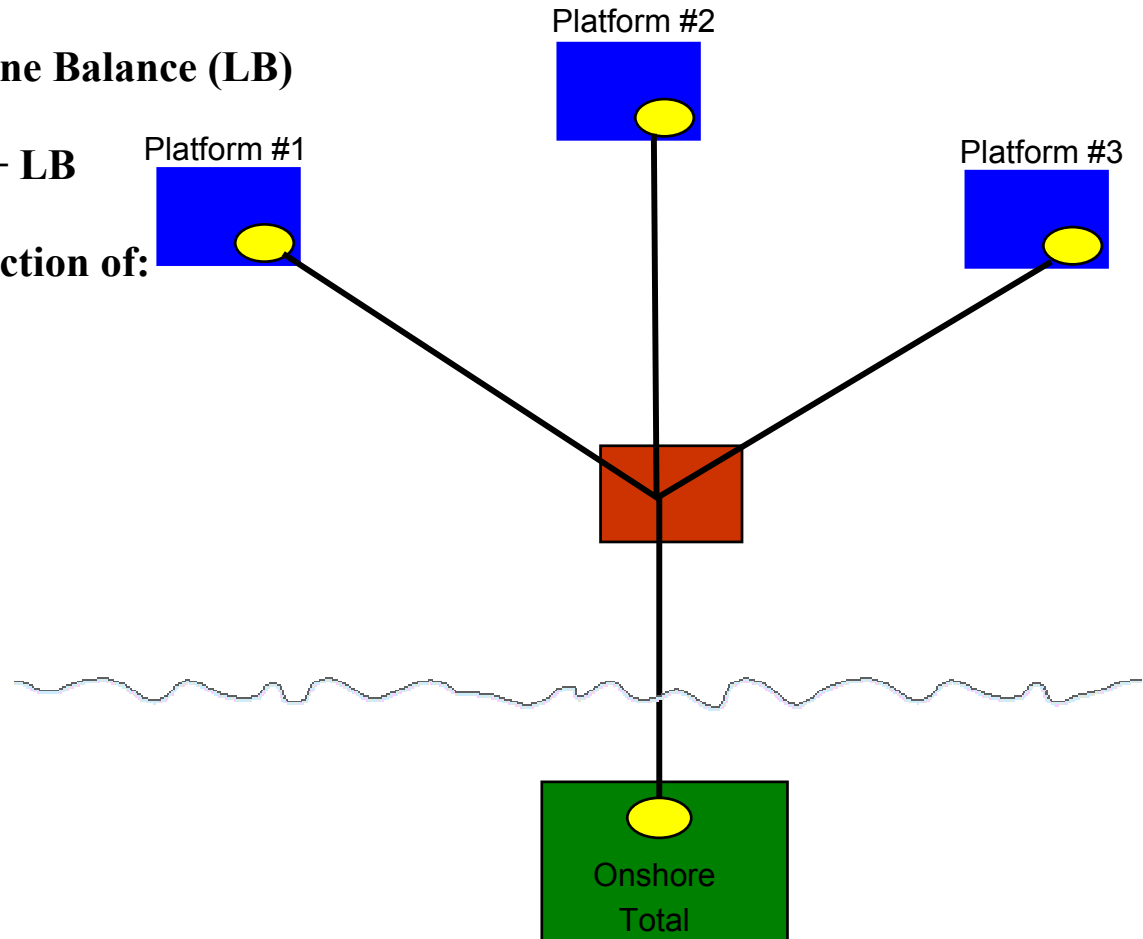 Platform #2
ne Balance (LB)
Platform #1
LB
Platform #3
ction of:
Onshore
Total